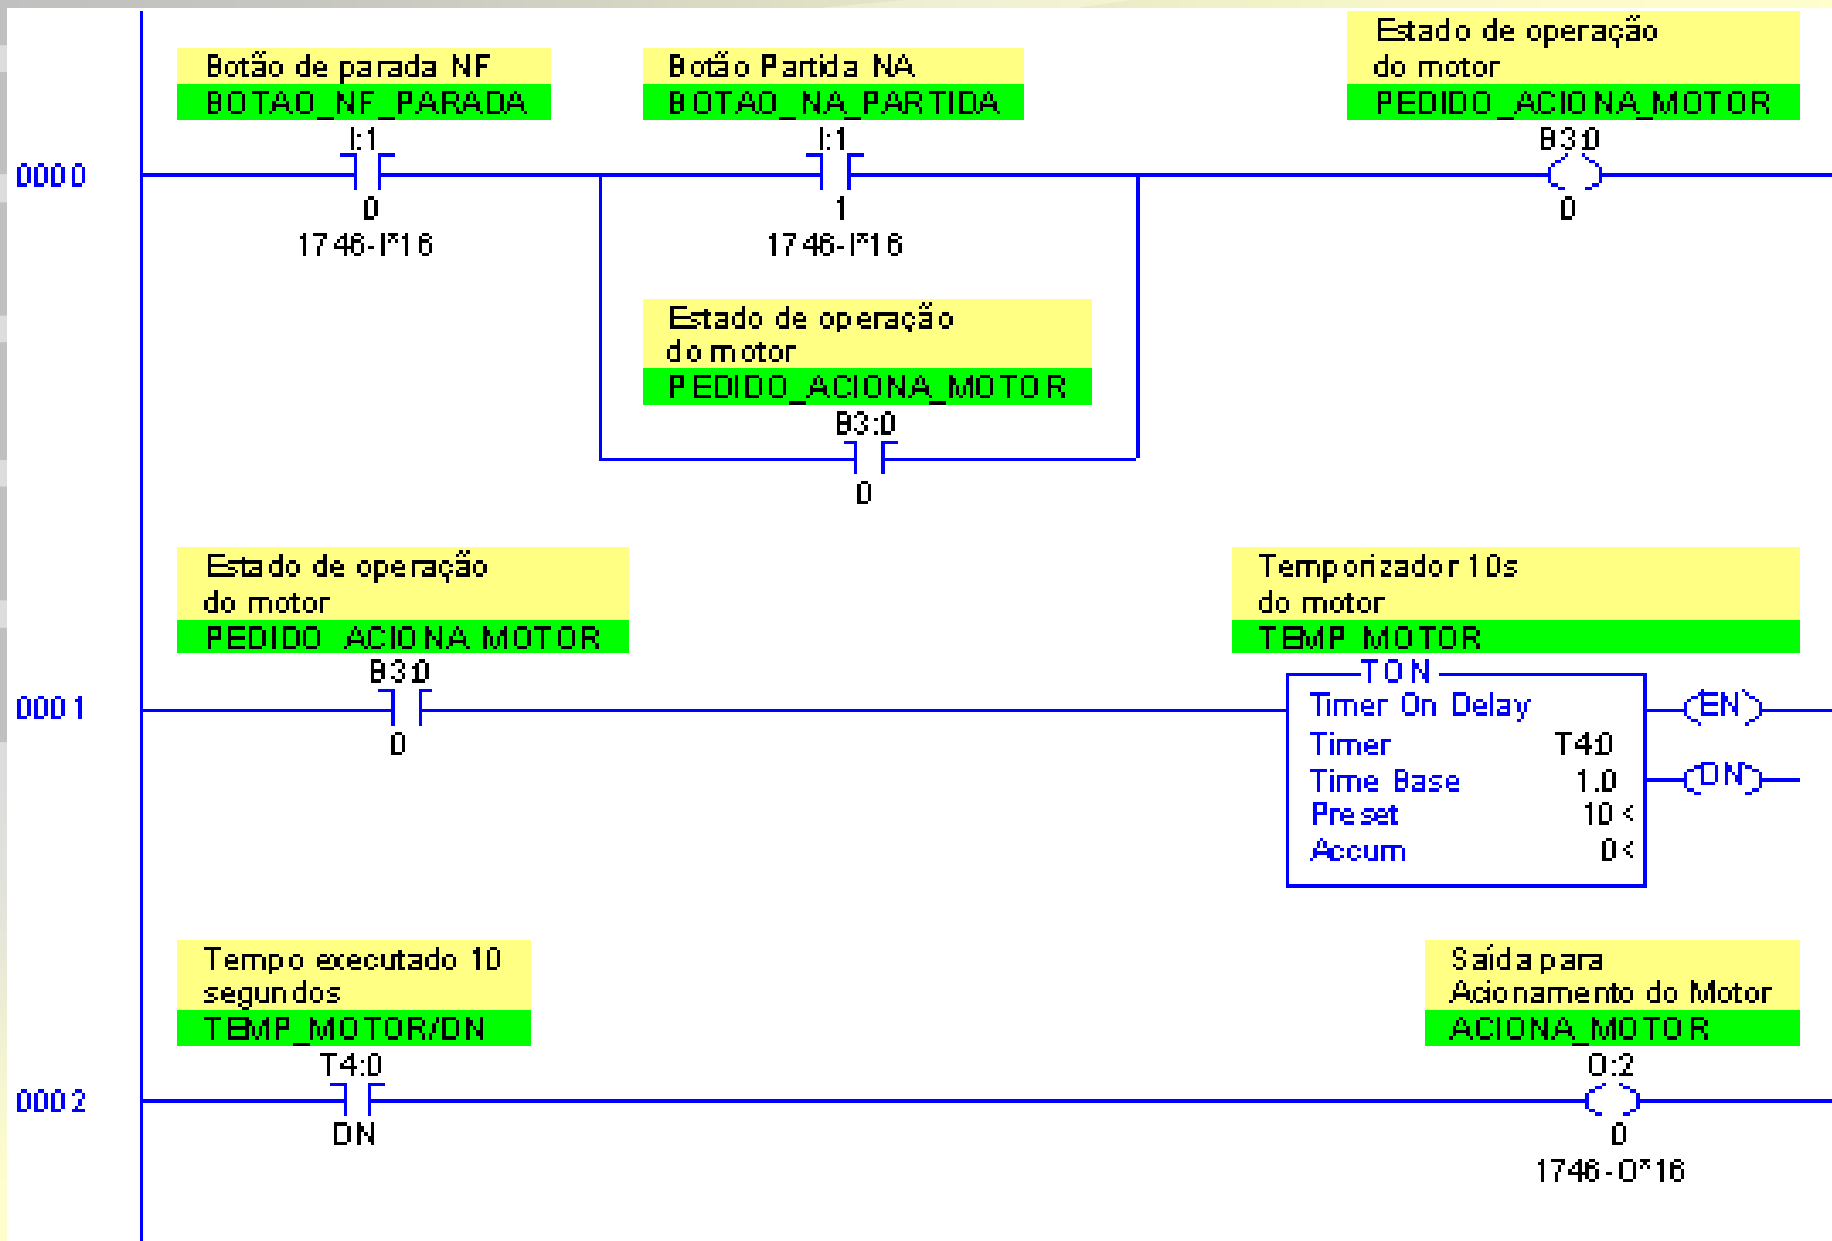 Botão de parada NF
BOTAO_NF_PARADA
I:1
0
1746-I*16
Botão Partida NA
BOTAO_NA_PARTIDA
I:1
1
1746-I*16
Estado de operação
do motor
PEDIDO_ACIONA_MOTOR
B3:0
0
0000
Estado de operação
do motor
PEDIDO_ACIONA_MOTOR
B3:0
0
Estado de operação
do motor
PEDIDO_ACIONA_MOTOR
B3:0
0
0001
Temporizador 10s
do motor
TEMP_MOTOR
TON
Timer On Delay
Timer T4:0
Time Base 1.0
Preset 10<
Accum 0<
EN
DN
Tempo executado 10
segundos
TEMP_MOTOR/DN
T4:0
DN
0002
Saída para
Acionamento do Motor
ACIONA_MOTOR
O:2
0
1746-O*16